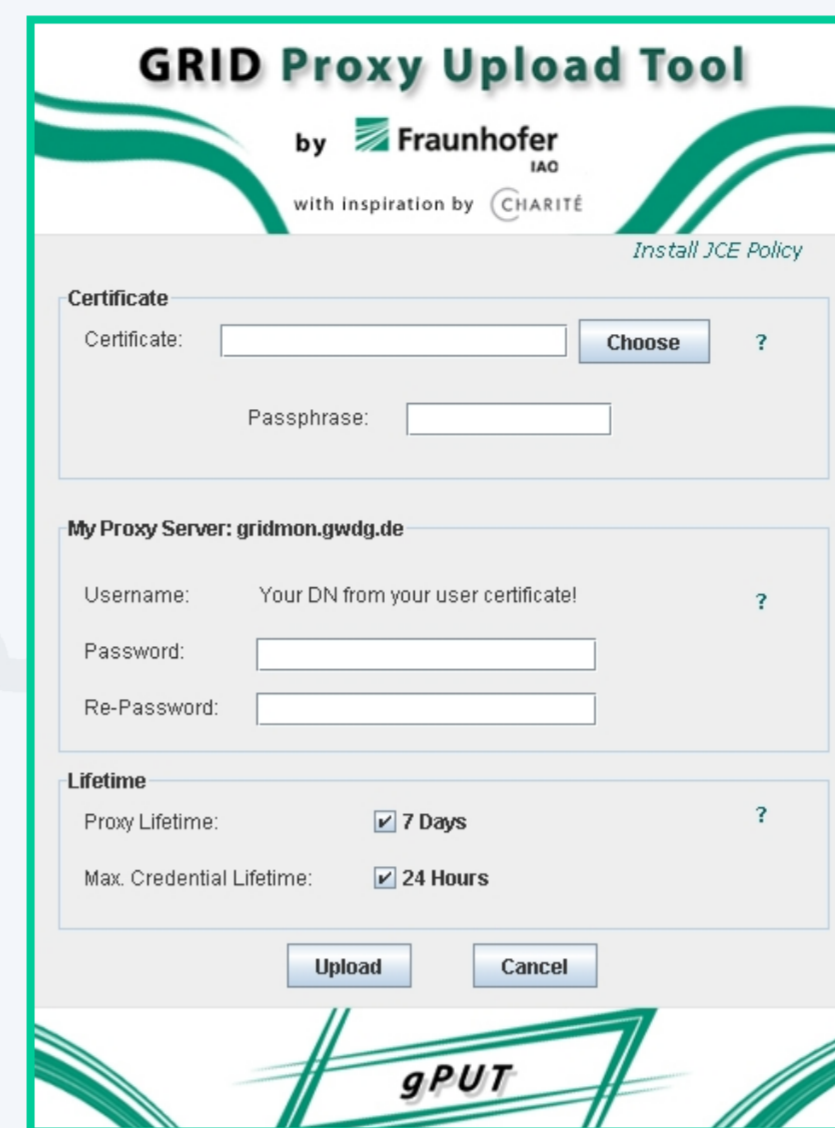 GRID Proxy Upload Tool
by Fraunhofer
IAO
with inspiration by CHARITÉ
Install JCE Policy
Certificate
Certificate: Choose ?
Passphrase:
My Proxy Server: gridmon.gwdg.de
Username: Your DN from your user certificate! ?
Password:
Re-Password:
Lifetime
Proxy Lifetime: 7 Days ?
Max. Credential Lifetime: 24 Hours
Upload Cancel
gPUT